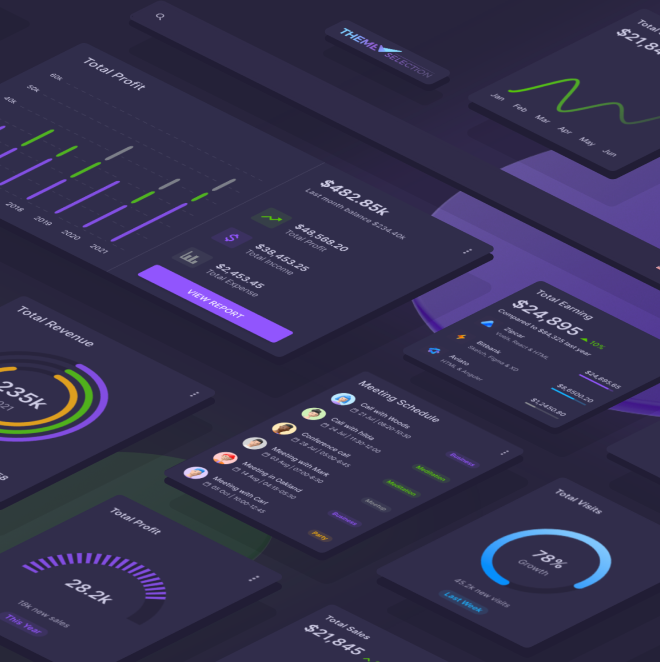 THEME
SELECTION
Total Profit
60k
50k
40k
2018
2019
2020
2021
$482.85k
Last month balance $234.40k
$48,568.20
Total Profit
$38,453.25
Total Income
$2,453.45
Total Expense
VIEW REPORT
$21,84
Jan
Feb
Mar
Apr
May
Jun
Total Earning
$24,895
10%
Compared to $84,325 last year
Zipcar
Vuejs, React & HTML
$24,895.65
Bitbank
Sketch, Figma & XD
$8,6500.20
Aviato
HTML & Angular
$1,2450.80
Total Revenue
235k
2021
Meeting Schedule
Call with Woods
21 Jul | 08:20-10:30
Business
Call with hilda
24 Jul | 11:30-12:00
Meditation
Conference call
28 Jul | 05:00-6:45
Meditation
Meeting with Mark
03 Aug | 07:00-8:30
Meetup
Meeting in Oakland
14 Aug | 04:15-05:30
Business
Meeting with Carl
05 Oct | 10:00-12:45
Party
Total Profit
28.2k
18k new sales
This Year
Total Visits
78%
Growth
45.2k new visits
Last Week
Total Sales
$21,845